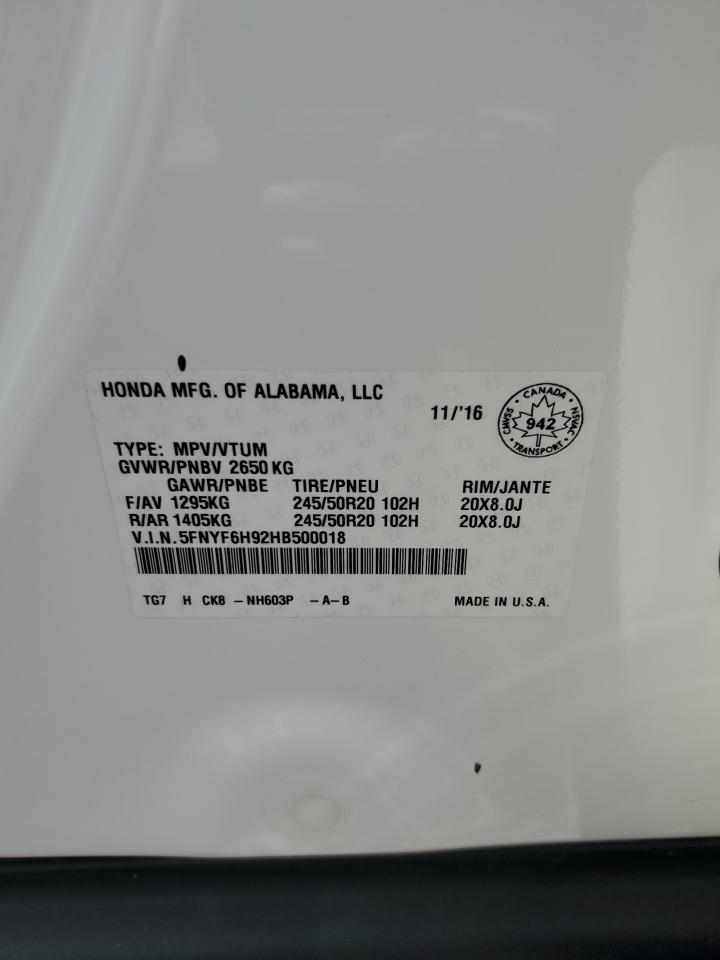 HONDA MFG. OF ALABAMA, LLC
11/'16
CANADA
CMVSS 942 NSVAC
TRANSPORT
TYPE: MPV/VTUM
GVWR/PNBV 2650 KG
GAWR/PNBE TIRE/PNEU RIM/JANTE
F/AV 1295KG 245/50R20 102H 20X8.0J
R/AR 1405KG 245/50R20 102H 20X8.0J
V.I.N. 5FNYF6H92HB500018
TG7 H CK8 -NH603P -A-B MADE IN U.S.A.